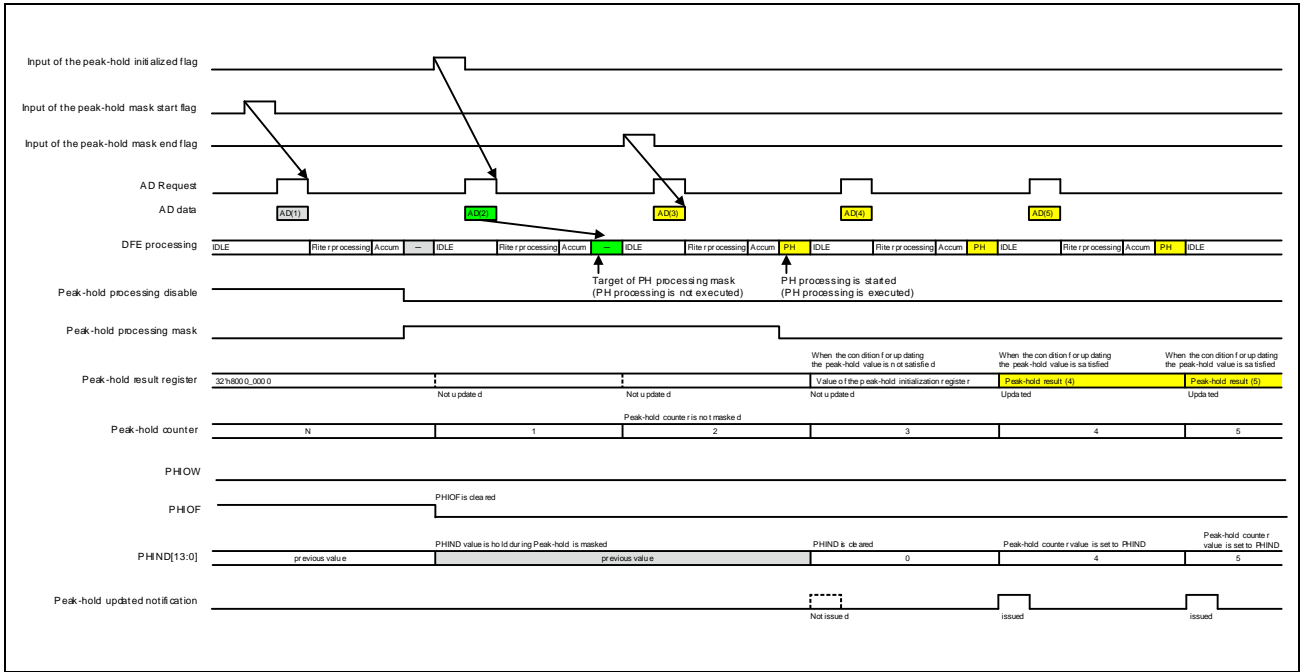 Input of the peak-hold initialized flag
Input of the peak-hold mask start flag
Input of the peak-hold mask end flag
AD Request
AD data
AD(1)
AD(2)
AD(3)
AD(4)
AD(5)
DFE processing
IDLE
Fliter processing
Accum
—
IDLE
Fliter processing
Accum
—
IDLE
Fliter processing
Accum
PH
IDLE
Fliter processing
Accum
PH
IDLE
Fliter processing
Accum
PH
IDLE
Target of PH processing mask
(PH processing is not executed)
PH processing is started
(PH processing is executed)
Peak-hold processing disable
Peak-hold processing mask
When the condition for updating
the peak-hold value is not satisfied
When the condition for updating
the peak-hold value is satisfied
When the condition for updating
the peak-hold value is satisfied
Peak-hold result register
32'h8000_0000
Value of the peak-hold initialization register
Peak-hold result (4)
Peak-hold result (5)
Not updated
Not updated
Not updated
Updated
Updated
Peak-hold counter is not masked
Peak-hold counter
N
1
2
3
4
5
PHIOW
PHIOF
PHIOF is cleared
PHIND[13:0]
PHIND value is hold during Peak-hold is masked
PHIND is cleared
Peak-hold counter value is set to PHIND
Peak-hold counter
value is set to PHIND
previous value
previous value
0
4
5
Peak-hold updated notification
Not issued
issued
issued